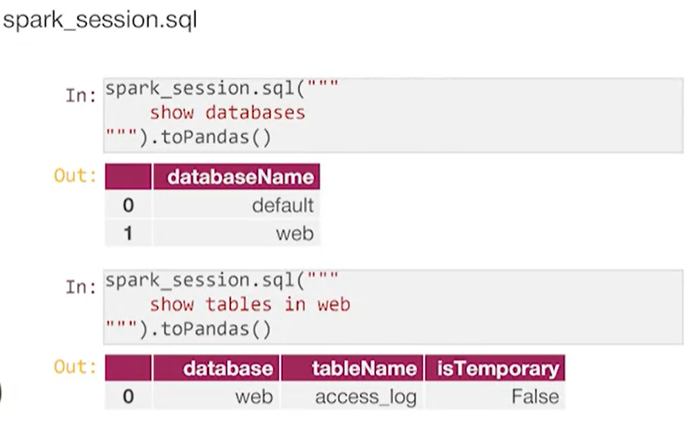 spark_session.sql
In: spark_session.sql("""
show databases
""").toPandas()
Out: databaseName
0 default
1 web
In: spark_session.sql("""
show tables in web
""").toPandas()
Out: database tableName isTemporary
0 web access_log False